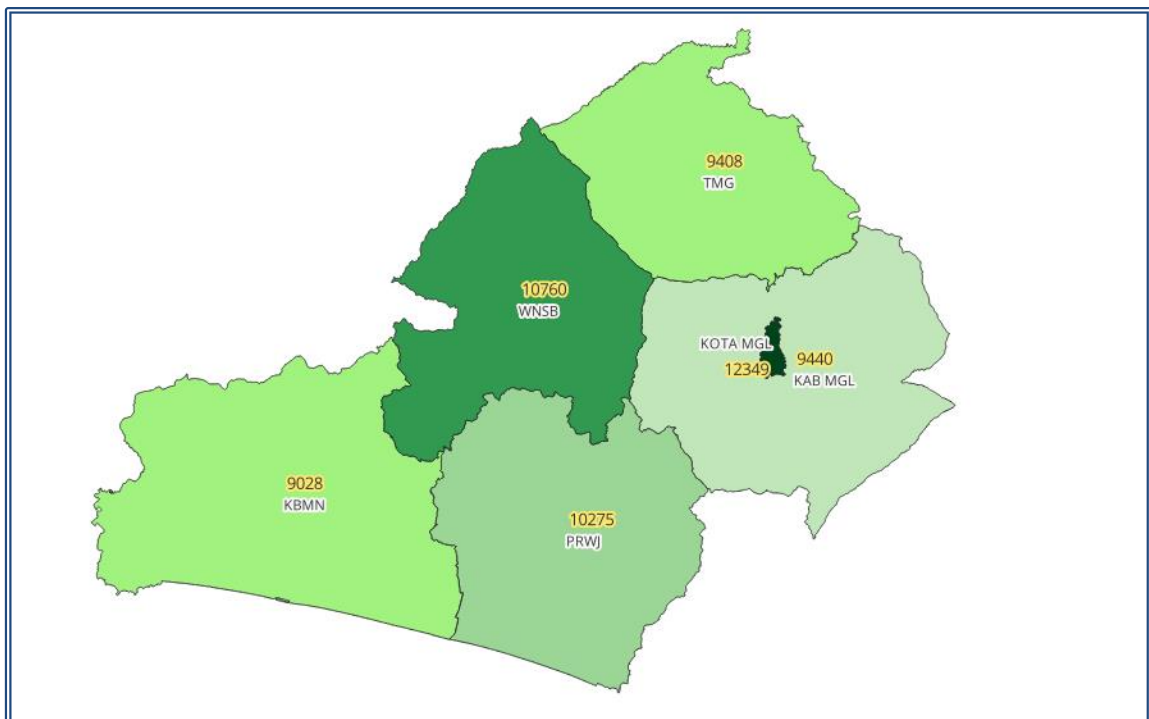 9408
TMG
10760
WNSB
KOTA MGL
12349
9440
KAB MGL
9028
KBMN
10275
PRWJ